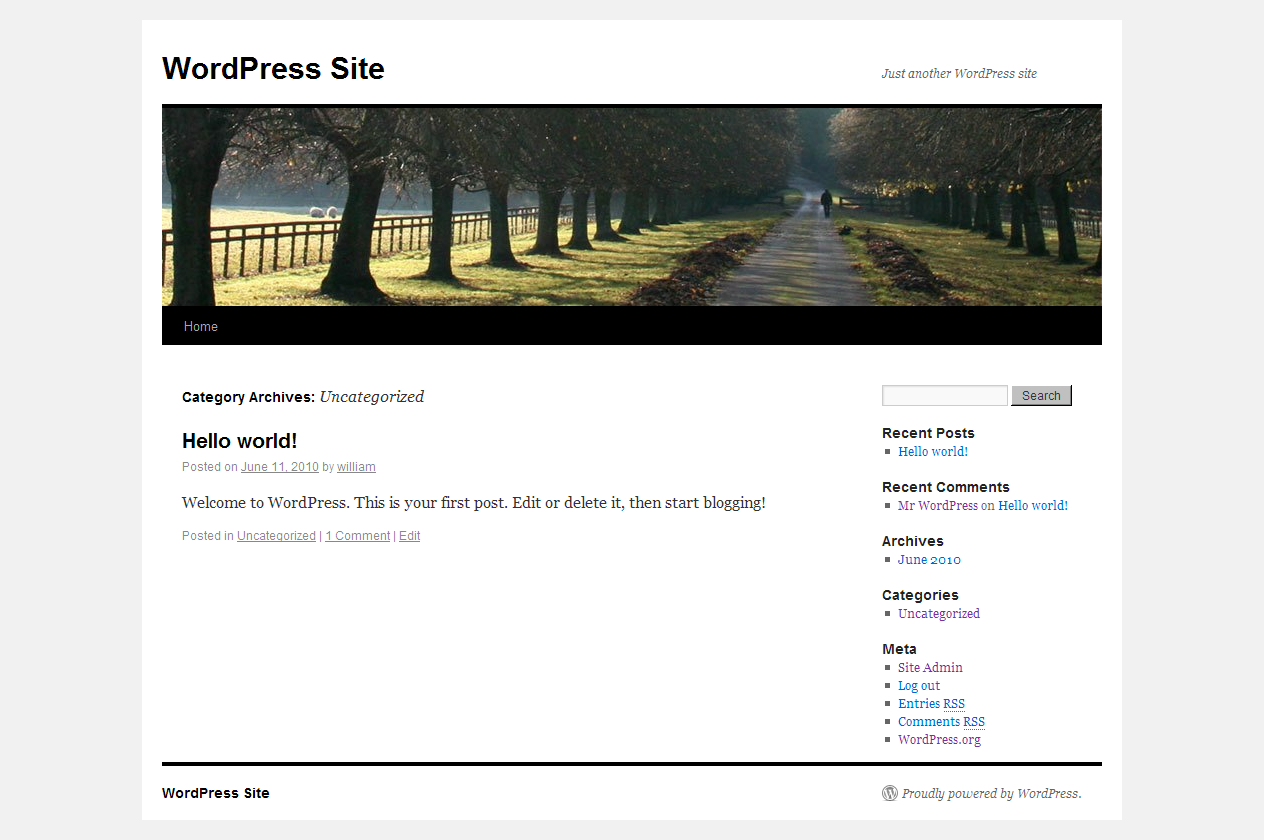 WordPress Site
Just another WordPress site
Home
Category Archives: Uncategorized
Hello world!
Posted on June 11, 2010 by william
Welcome to WordPress. This is your first post. Edit or delete it, then start blogging!
Posted in Uncategorized | 1 Comment | Edit
Search
Recent Posts
Hello world!
Recent Comments
Mr WordPress on Hello world!
Archives
June 2010
Categories
Uncategorized
Meta
Site Admin
Log out
Entries RSS
Comments RSS
WordPress.org
WordPress Site
Proudly powered by WordPress.